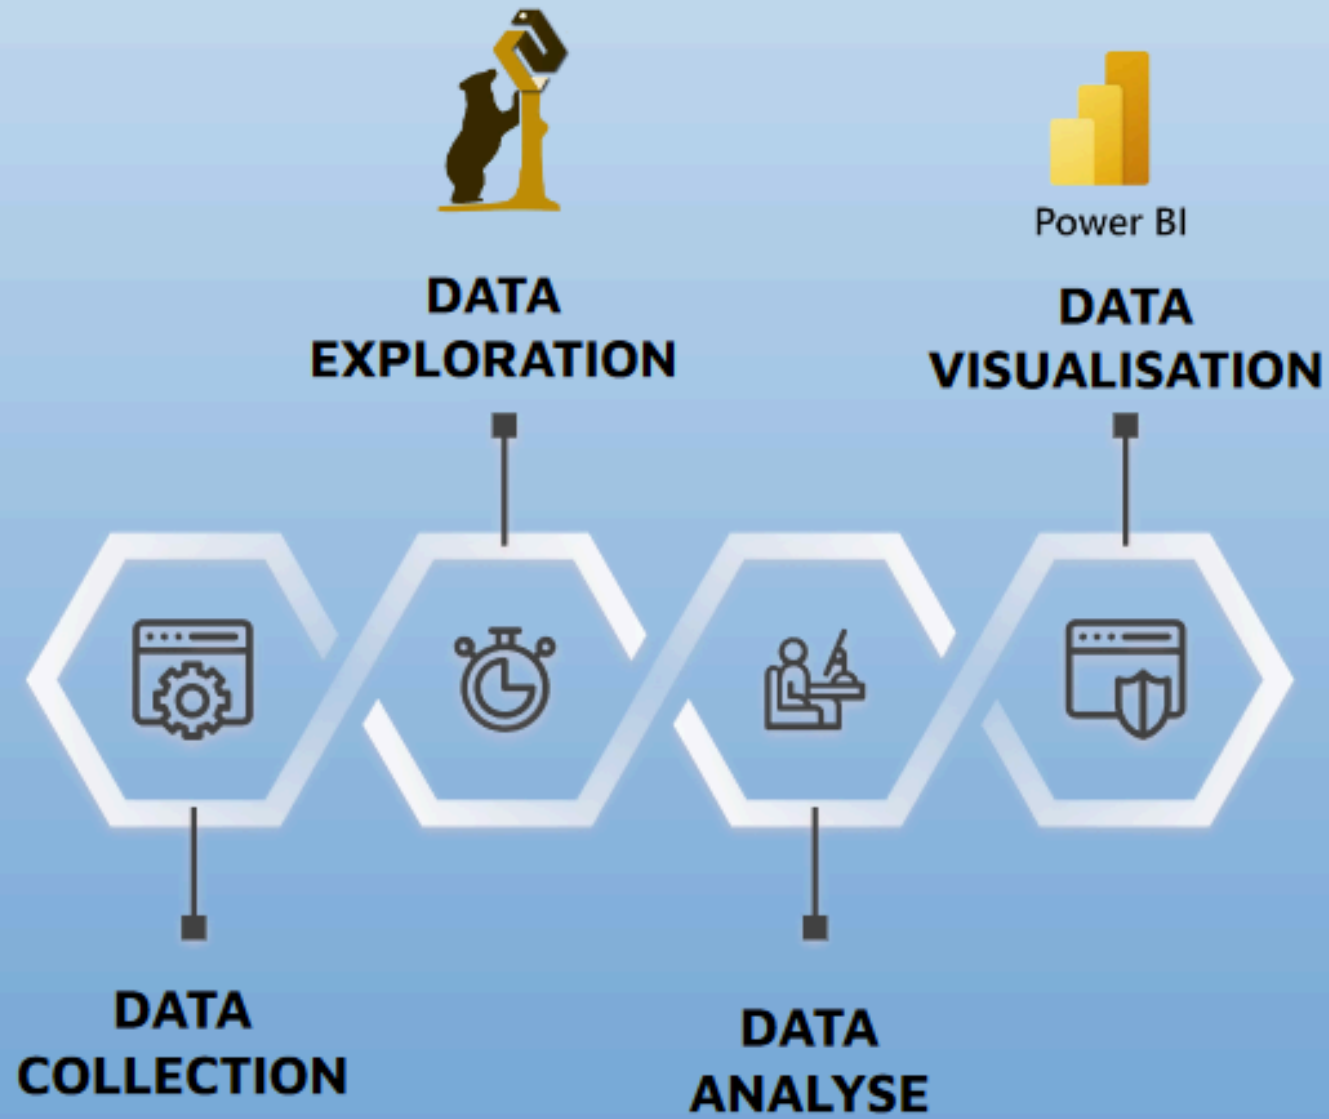 Power BI
DATA
EXPLORATION
DATA
VISUALISATION
DATA
COLLECTION
DATA
ANALYSE